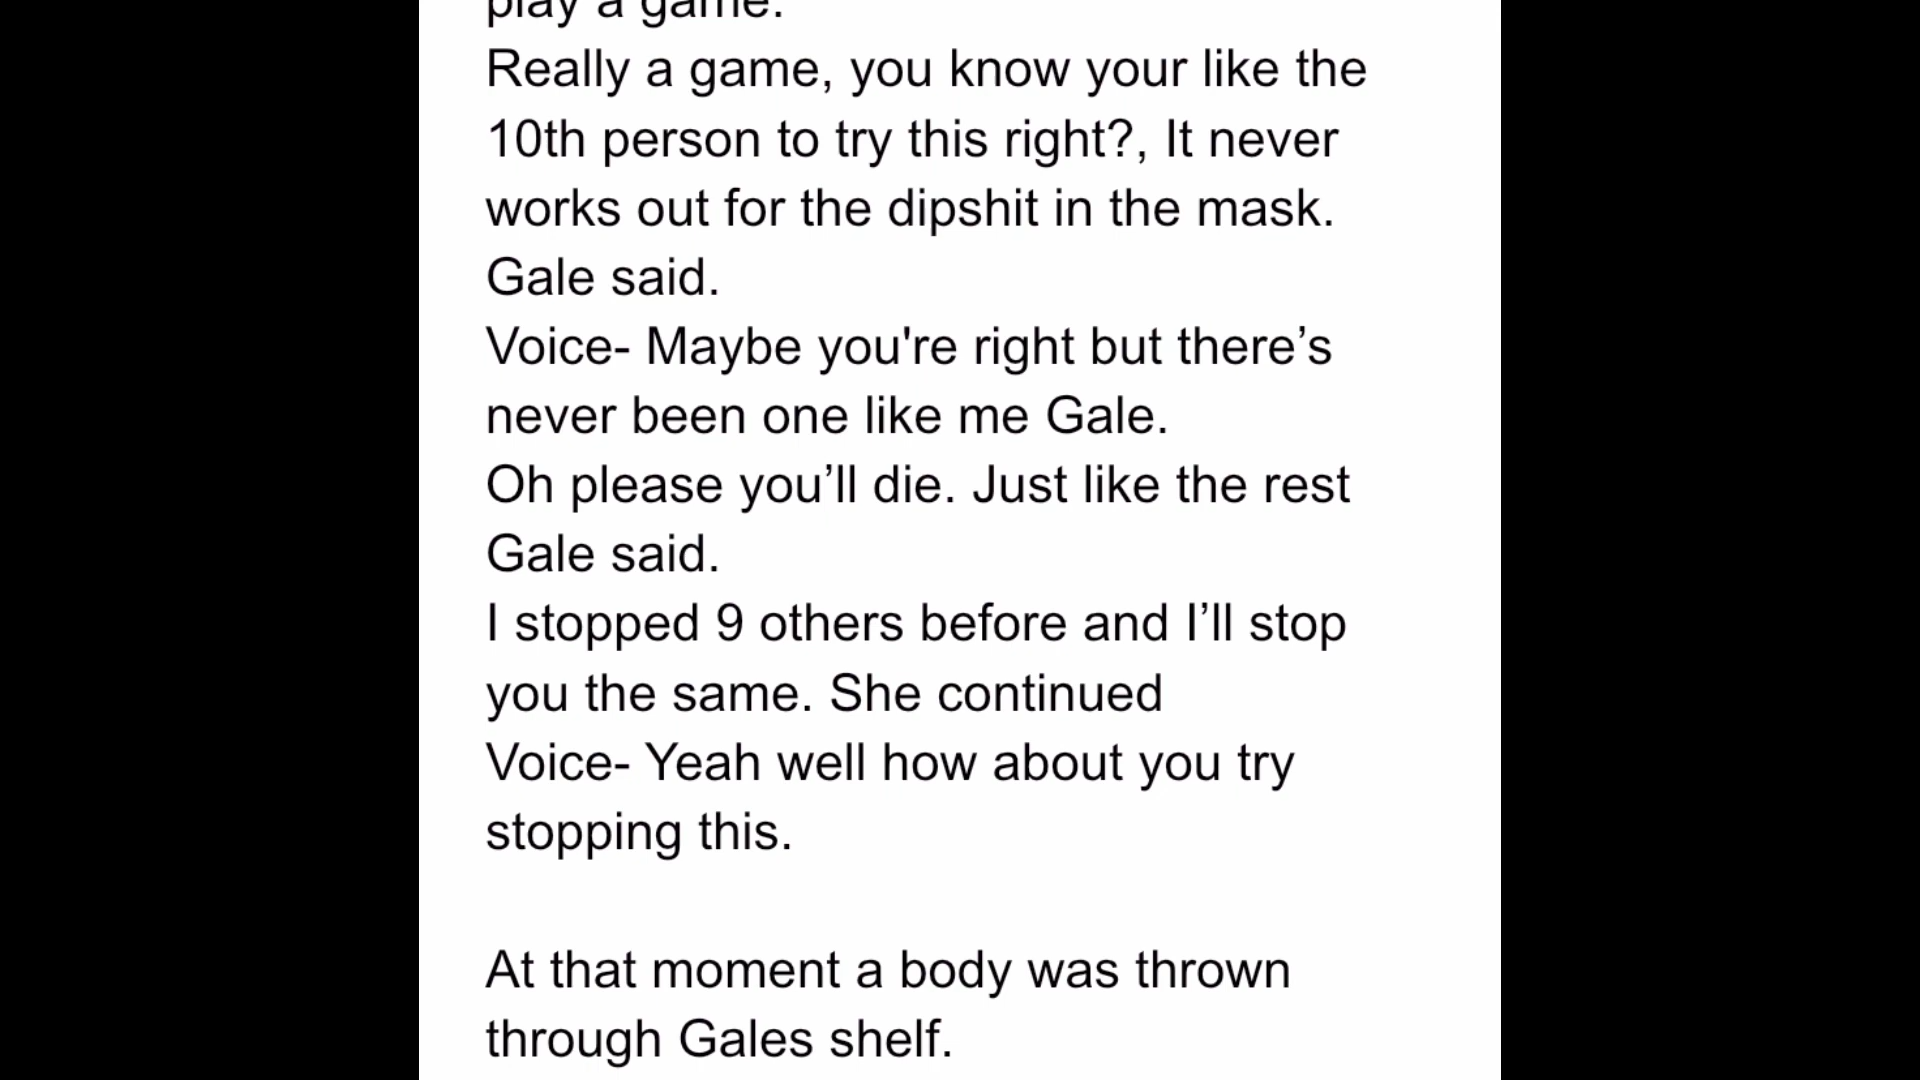 play a game.
Really a game, you know your like the
10th person to try this right?, It never
works out for the dipshit in the mask.
Gale said.
Voice- Maybe you're right but there’s
never been one like me Gale.
Oh please you’ll die. Just like the rest
Gale said.
I stopped 9 others before and I’ll stop
you the same. She continued
Voice- Yeah well how about you try
stopping this.
At that moment a body was thrown
through Gales shelf.